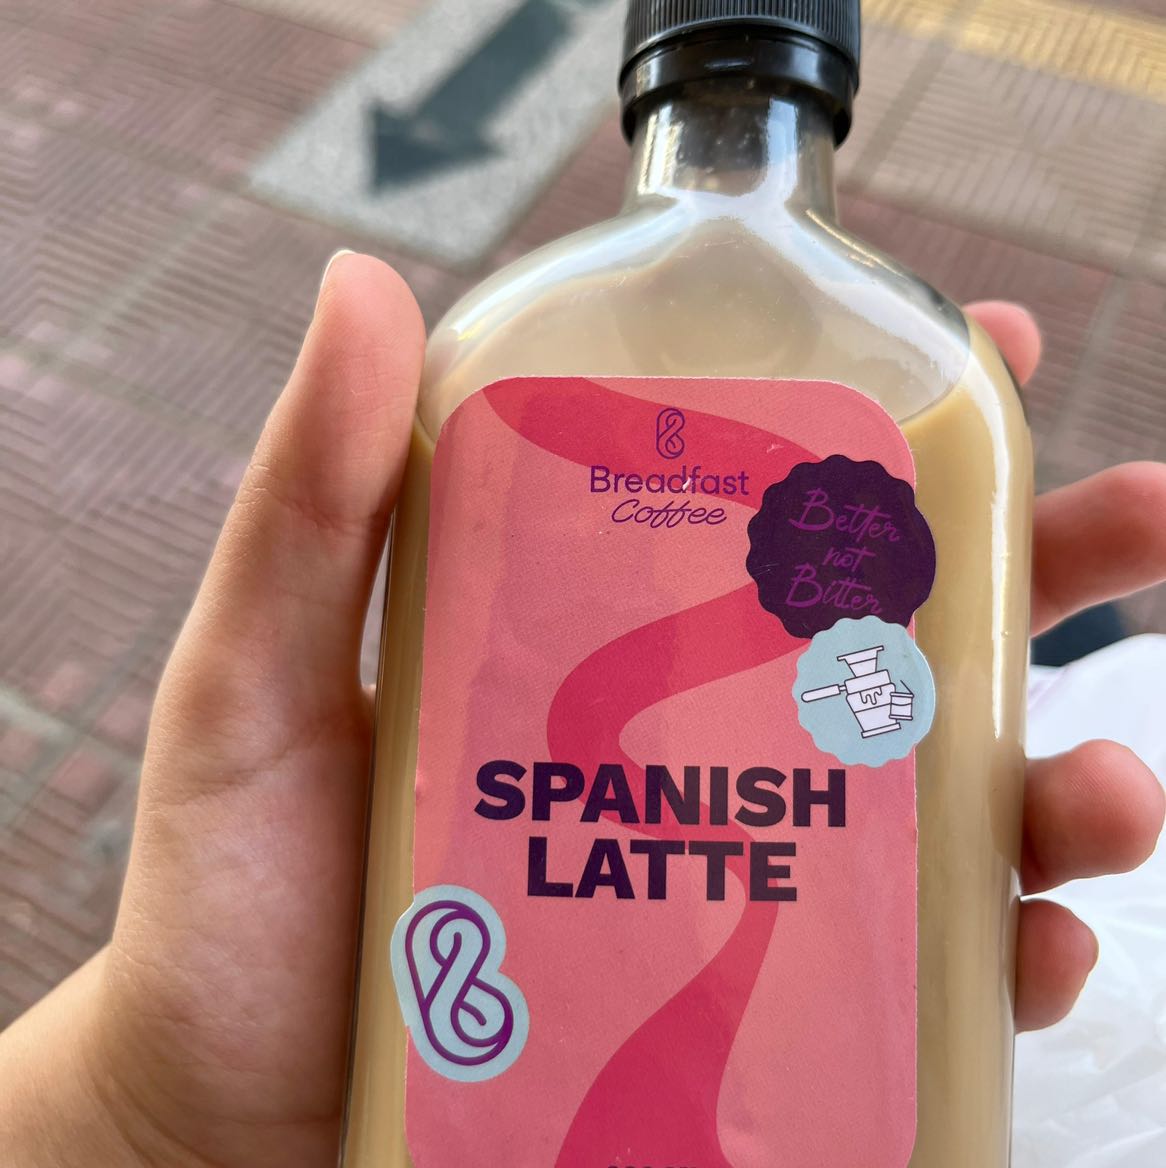 Breadfast
Coffee
Better
not
Bitter
SPANISH
LATTE